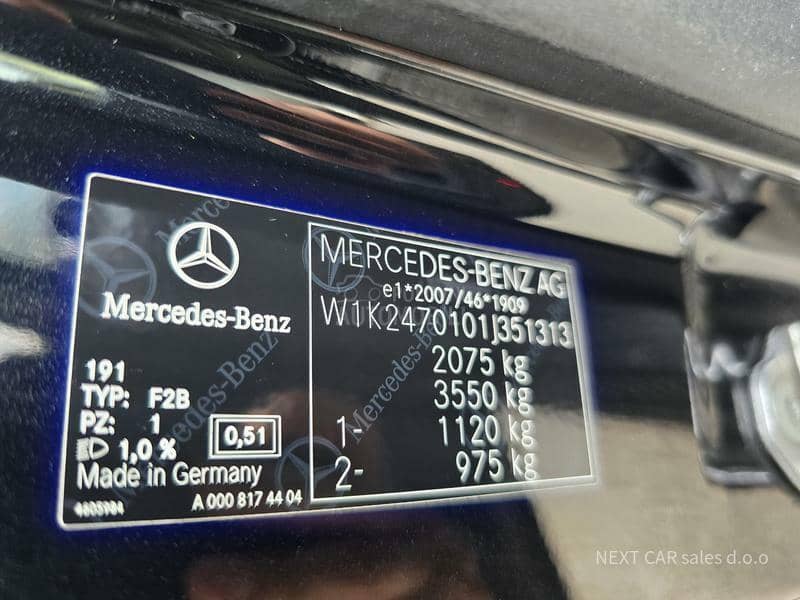 Mercedes-Benz
191
TYP: F2B
PZ: 1
1,0 %
0,51
Made in Germany
4405984
A 000 817 44 04
MERCEDES-BENZ AG
e1*2007/46*1909
W1K2470101J351313
2075 kg
3550 kg
1- 1120 kg
2- 975 kg
NEXT CAR sales d.o.o